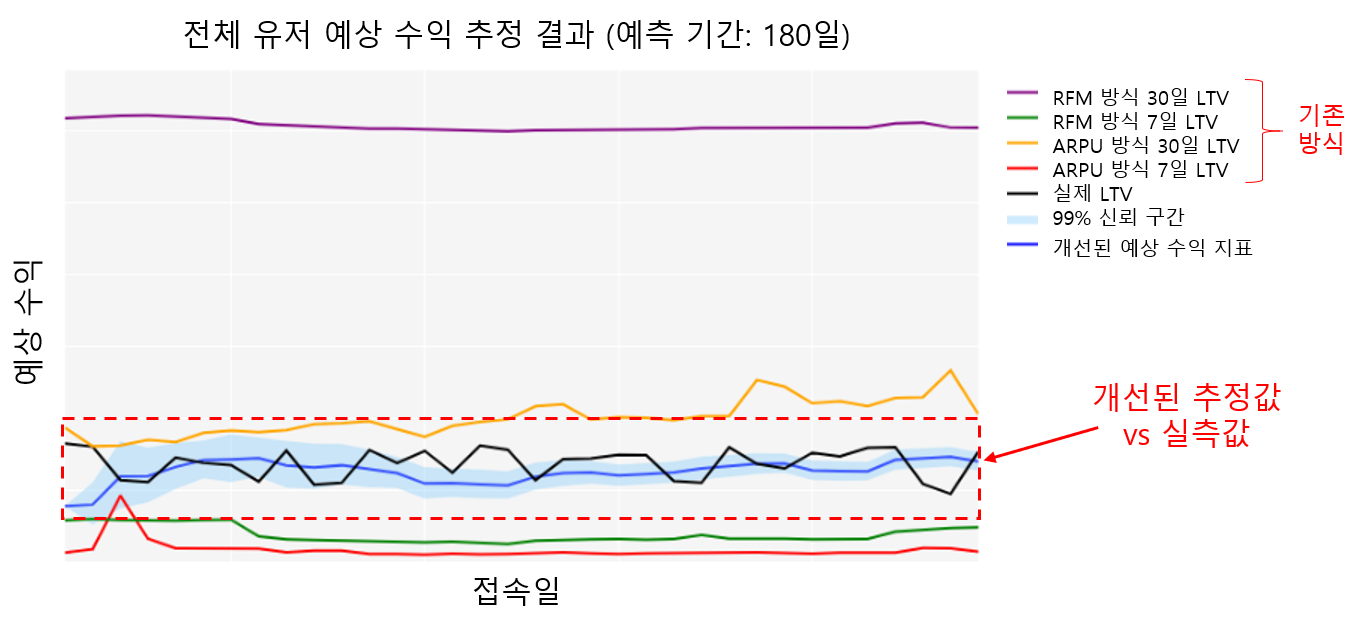 전체 유저 예상 수익 추정 결과 (예측 기간: 180일)
RFM 방식 30일 LTV
RFM 방식 7일 LTV
ARPU 방식 30일 LTV
ARPU 방식 7일 LTV
실제 LTV
99% 신뢰 구간
개선된 예상 수익 지표
기존
방식
예상 수익
개선된 추정값
vs 실측값
접속일